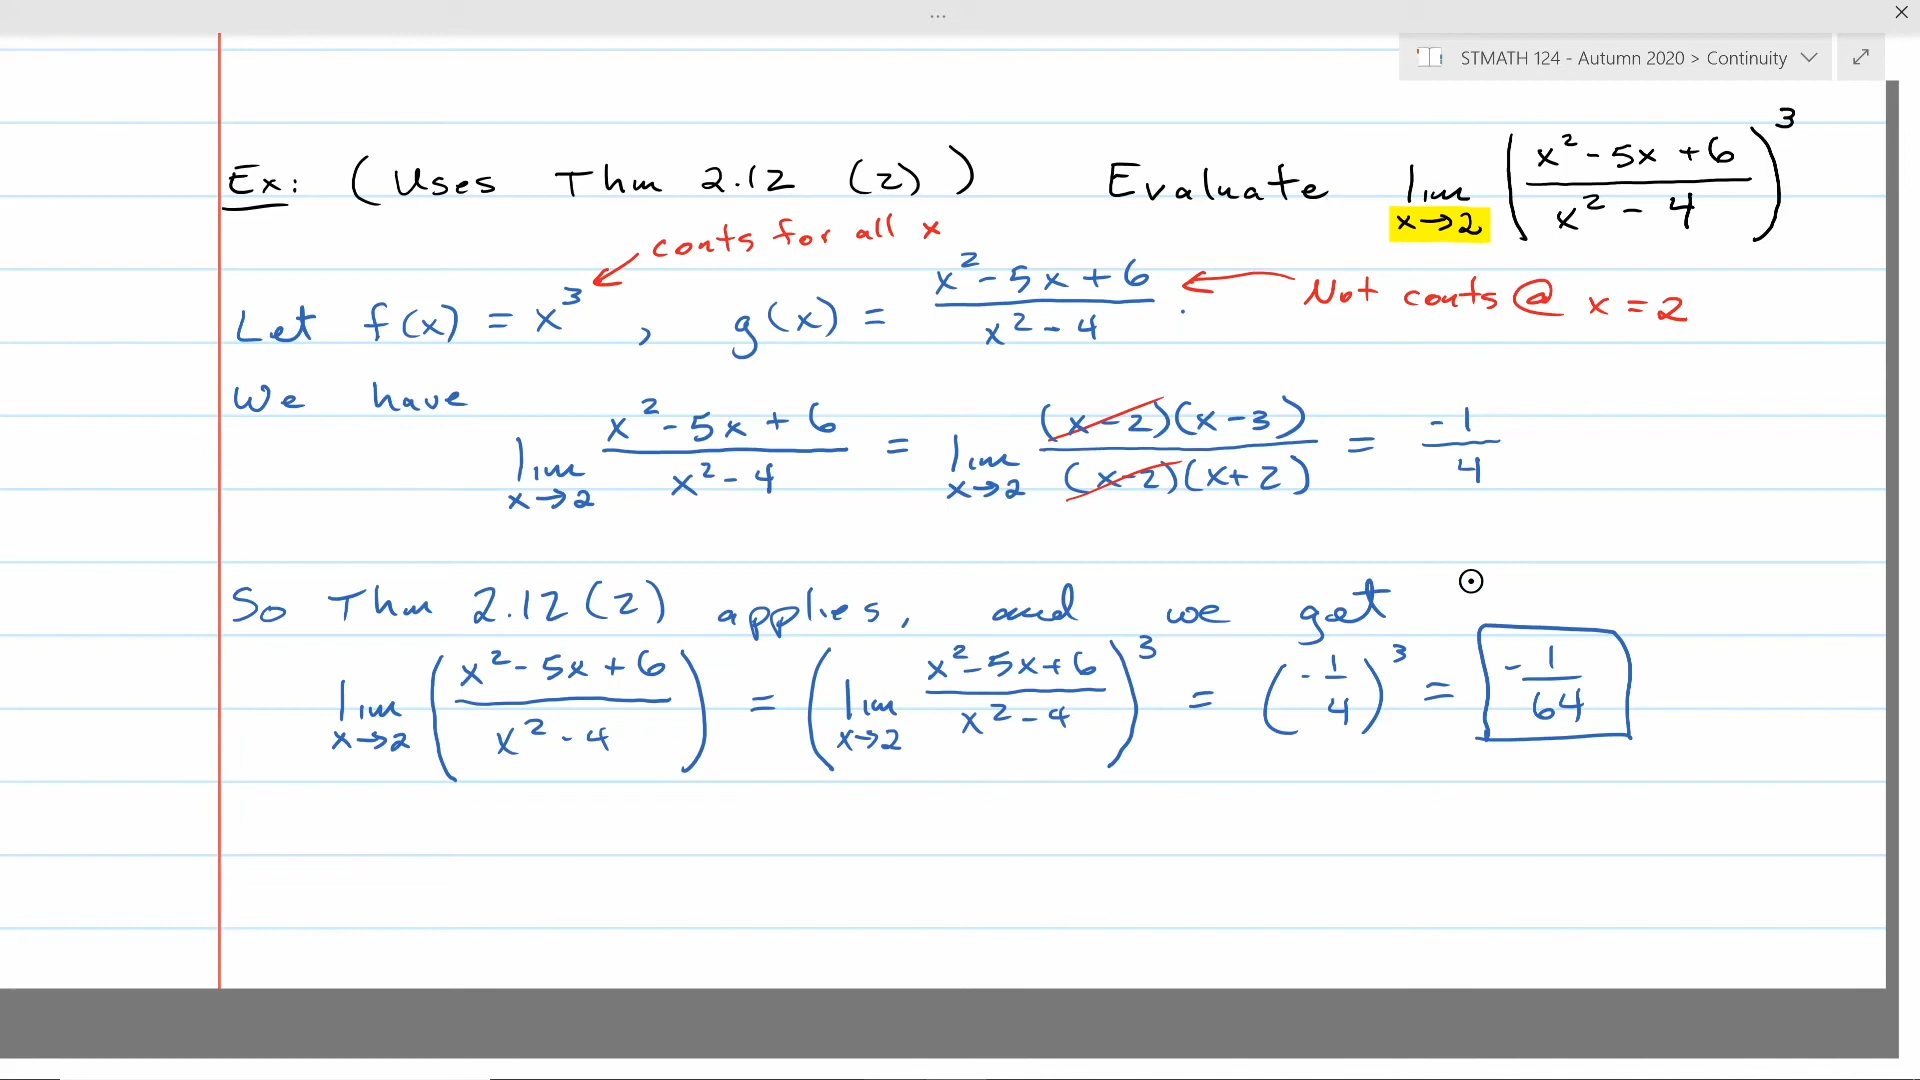 ...
STMATH 124 - Autumn 2020 > Continuity
Ex: (Uses Thm 2.12 (2)) Evaluate lim x→2 ((x² - 5x + 6)/(x² - 4))³
conts for all x
Let f(x) = x³, g(x) = (x² - 5x + 6)/(x² - 4).
Not conts @ x = 2
We have
lim x→2 (x² - 5x + 6)/(x² - 4) = lim x→2 ((x-2)(x-3))/((x-2)(x+2)) = -1/4
So Thm 2.12 (2) applies, and we get
lim x→2 ((x² - 5x + 6)/(x² - 4)) = (lim x→2 (x² - 5x + 6)/(x² - 4))³ = (-1/4)³ = -1/64